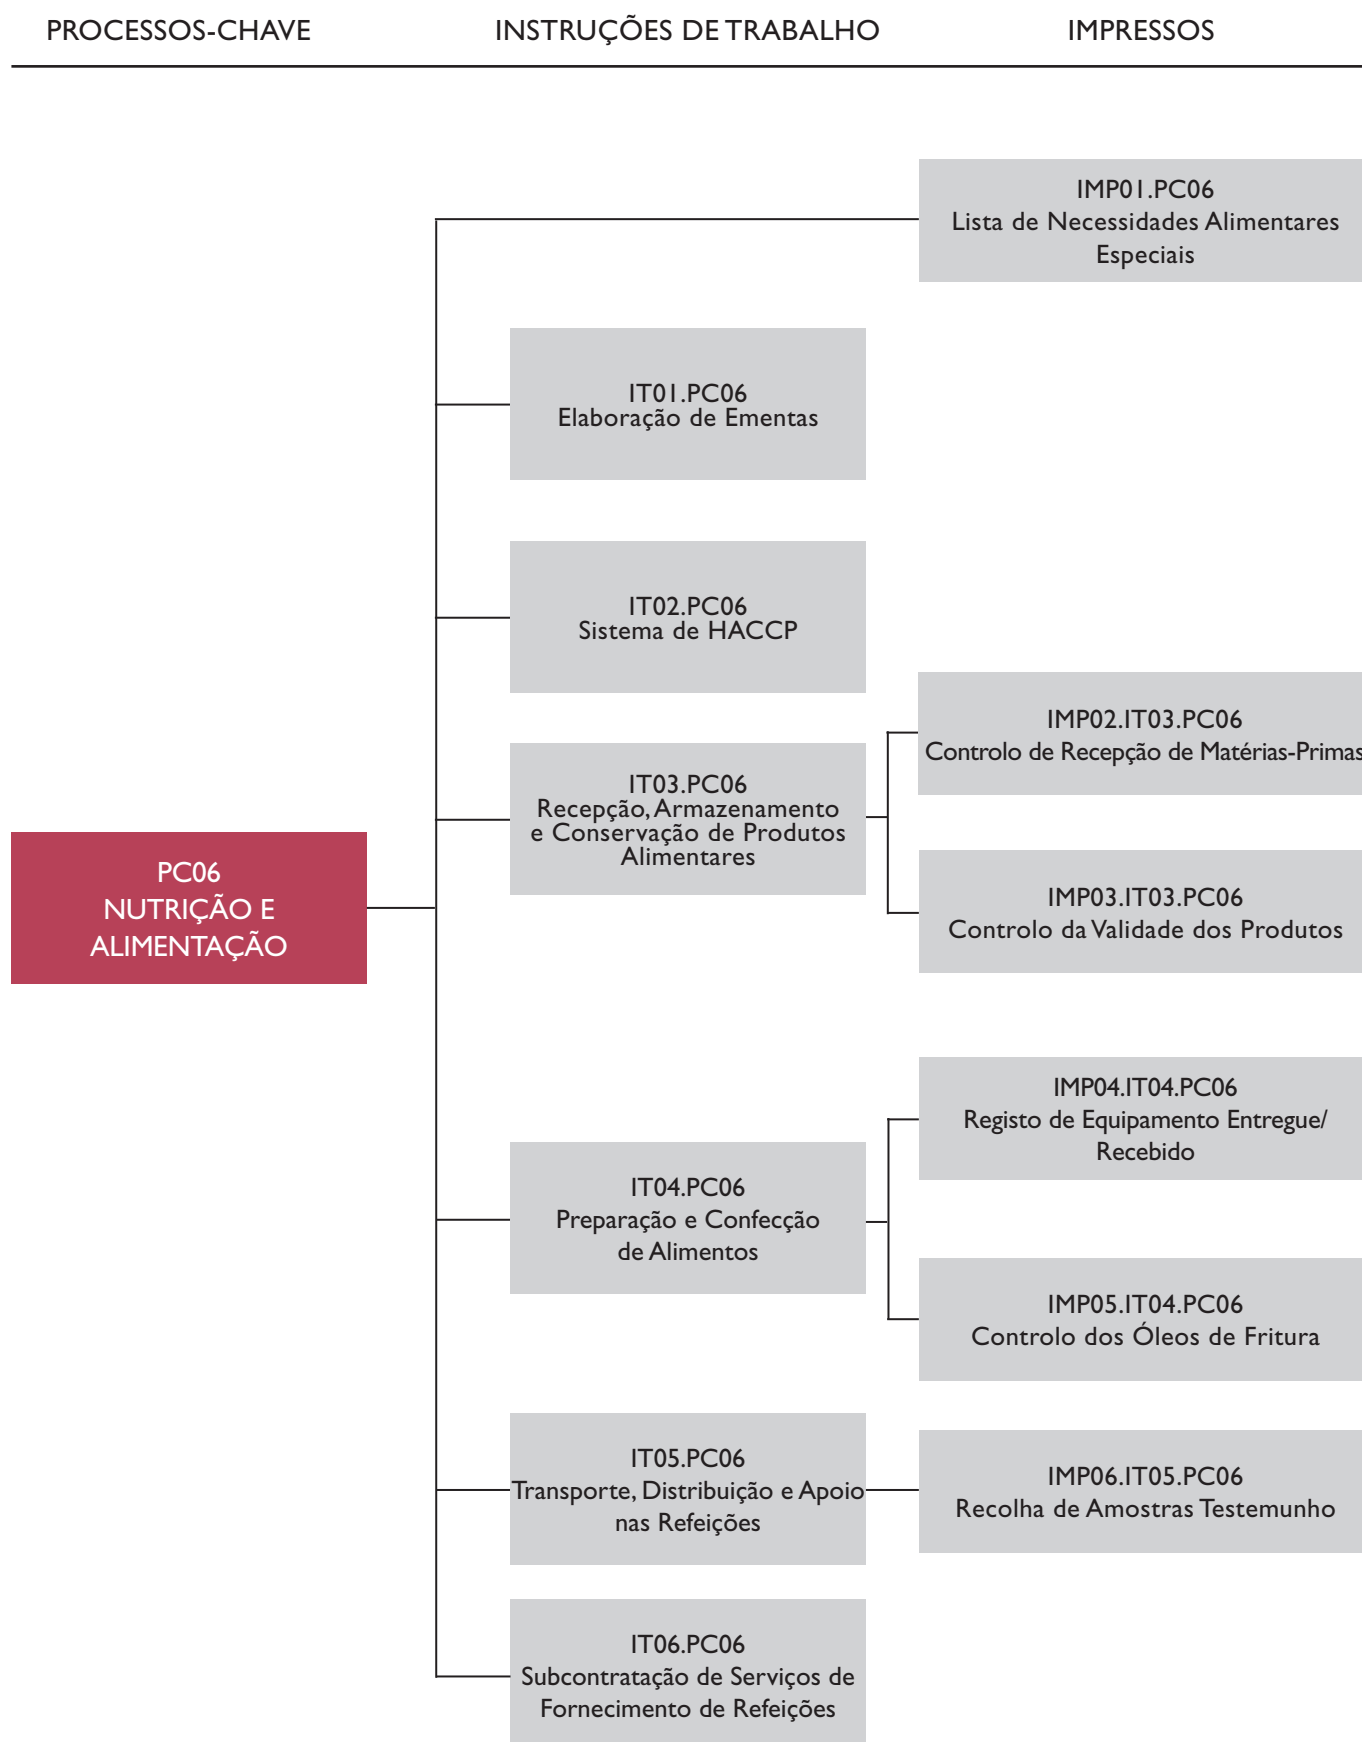 PROCESSOS-CHAVE
INSTRUÇÕES DE TRABALHO
IMPRESSOS
IMP01.PC06
Lista de Necessidades Alimentares
Especiais
IT01.PC06
Elaboração de Ementas
IT02.PC06
Sistema de HACCP
IT03.PC06
Recepção, Armazenamento
e Conservação de Produtos
Alimentares
IMP02.IT03.PC06
Controlo de Recepção de Matérias-Primas
IMP03.IT03.PC06
Controlo da Validade dos Produtos
PC06
NUTRIÇÃO E
ALIMENTAÇÃO
IT04.PC06
Preparação e Confecção
de Alimentos
IMP04.IT04.PC06
Registo de Equipamento Entregue/
Recebido
IMP05.IT04.PC06
Controlo dos Óleos de Fritura
IT05.PC06
Transporte, Distribuição e Apoio
nas Refeições
IMP06.IT05.PC06
Recolha de Amostras Testemunho
IT06.PC06
Subcontratação de Serviços de
Fornecimento de Refeições